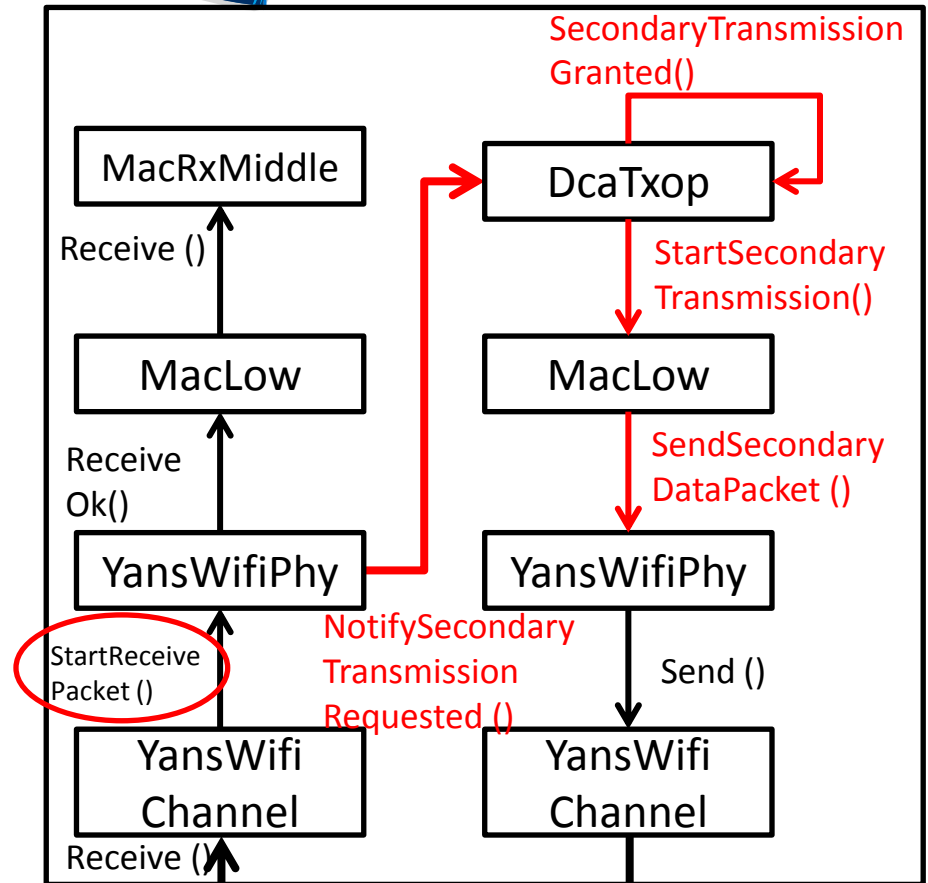 SecondaryTransmission
Granted()
MacRxMiddle
DcaTxop
Receive ()
StartSecondary
Transmission()
MacLow
MacLow
Receive
Ok()
SendSecondary
DataPacket ()
YansWifiPhy
YansWifiPhy
StartReceive
Packet ()
NotifySecondary
Transmission
Requested ()
Send ()
YansWifi
Channel
YansWifi
Channel
Receive ()